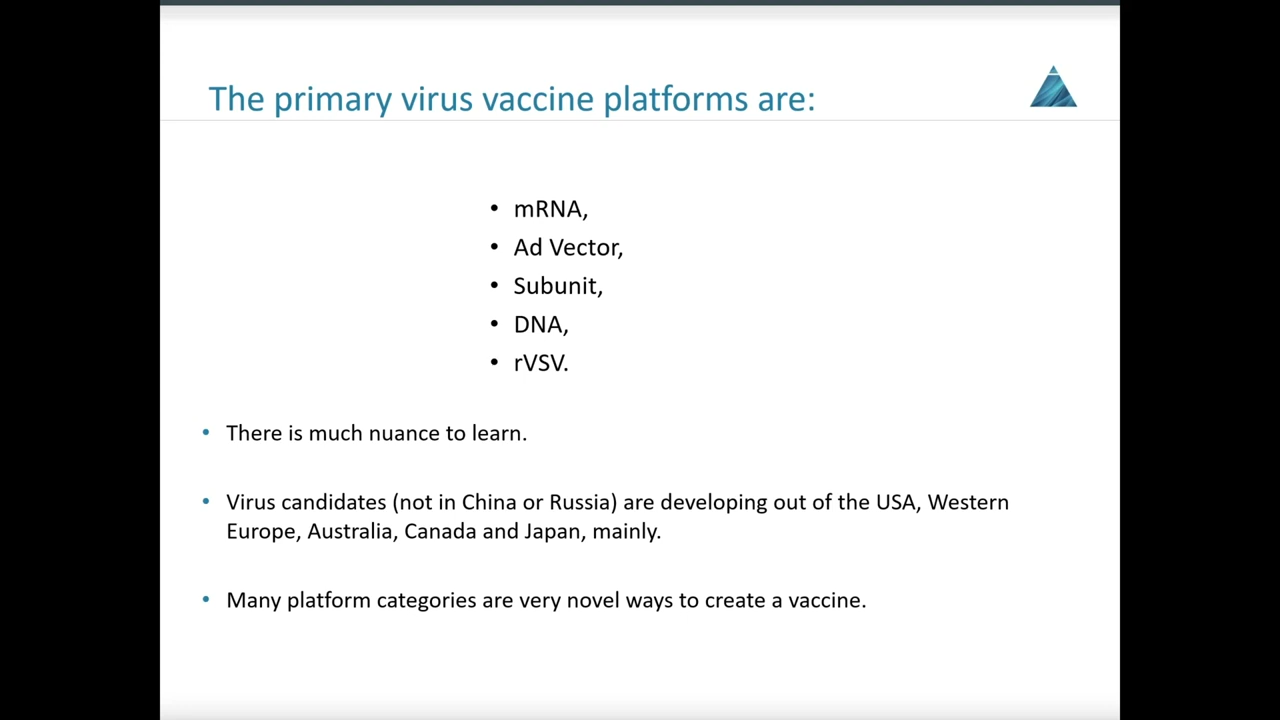 The primary virus vaccine platforms are:
• mRNA,
• Ad Vector,
• Subunit,
• DNA,
• rVSV.
• There is much nuance to learn.
• Virus candidates (not in China or Russia) are developing out of the USA, Western
Europe, Australia, Canada and Japan, mainly.
• Many platform categories are very novel ways to create a vaccine.